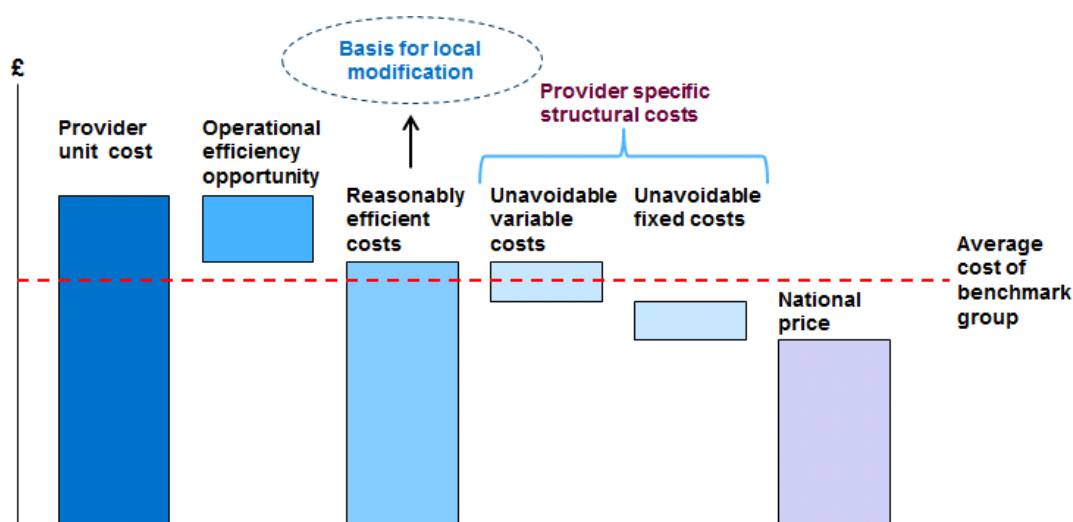 Basis for local
modification
£
Provider specific
structural costs
Provider
unit cost
Operational
efficiency
opportunity
Reasonably
efficient
costs
Unavoidable
variable
costs
Unavoidable
fixed costs
Average
cost of
benchmark
group
National
price